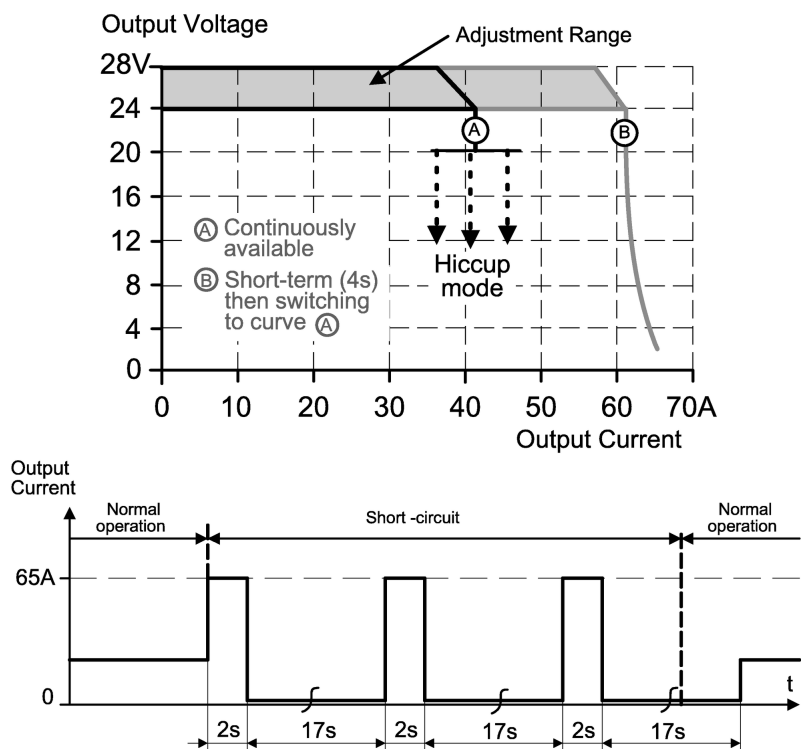 Output Voltage
Adjustment Range
28V
24
20
16
12
8
4
0
A
B
Ⓐ Continuously
available
Ⓑ Short-term (4s)
then switching
to curve Ⓐ
Hiccup
mode
0 10 20 30 40 50 60 70A
Output Current
Output
Current
Normal
operation
Short -circuit
Normal
operation
65A
0
t
2s 17s 2s 17s 2s 17s